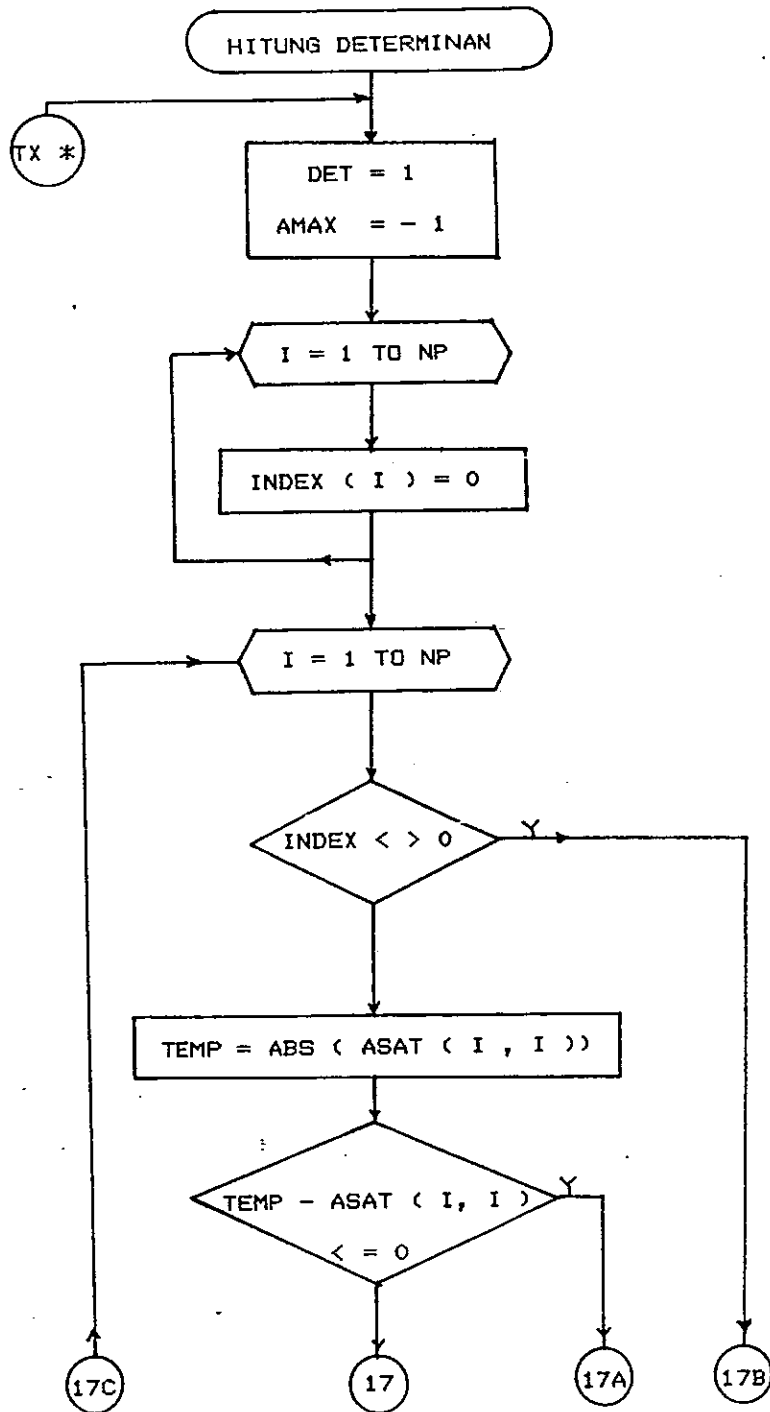 HITUNG DETERMINAN
TX *
DET = 1
AMAX = - 1
I = 1 TO NP
INDEX ( I ) = 0
I = 1 TO NP
INDEX < > 0
Y
TEMP = ABS ( ASAT ( I , I ))
TEMP - ASAT ( I, I )
Y
< = 0
17C
17
17A
17B